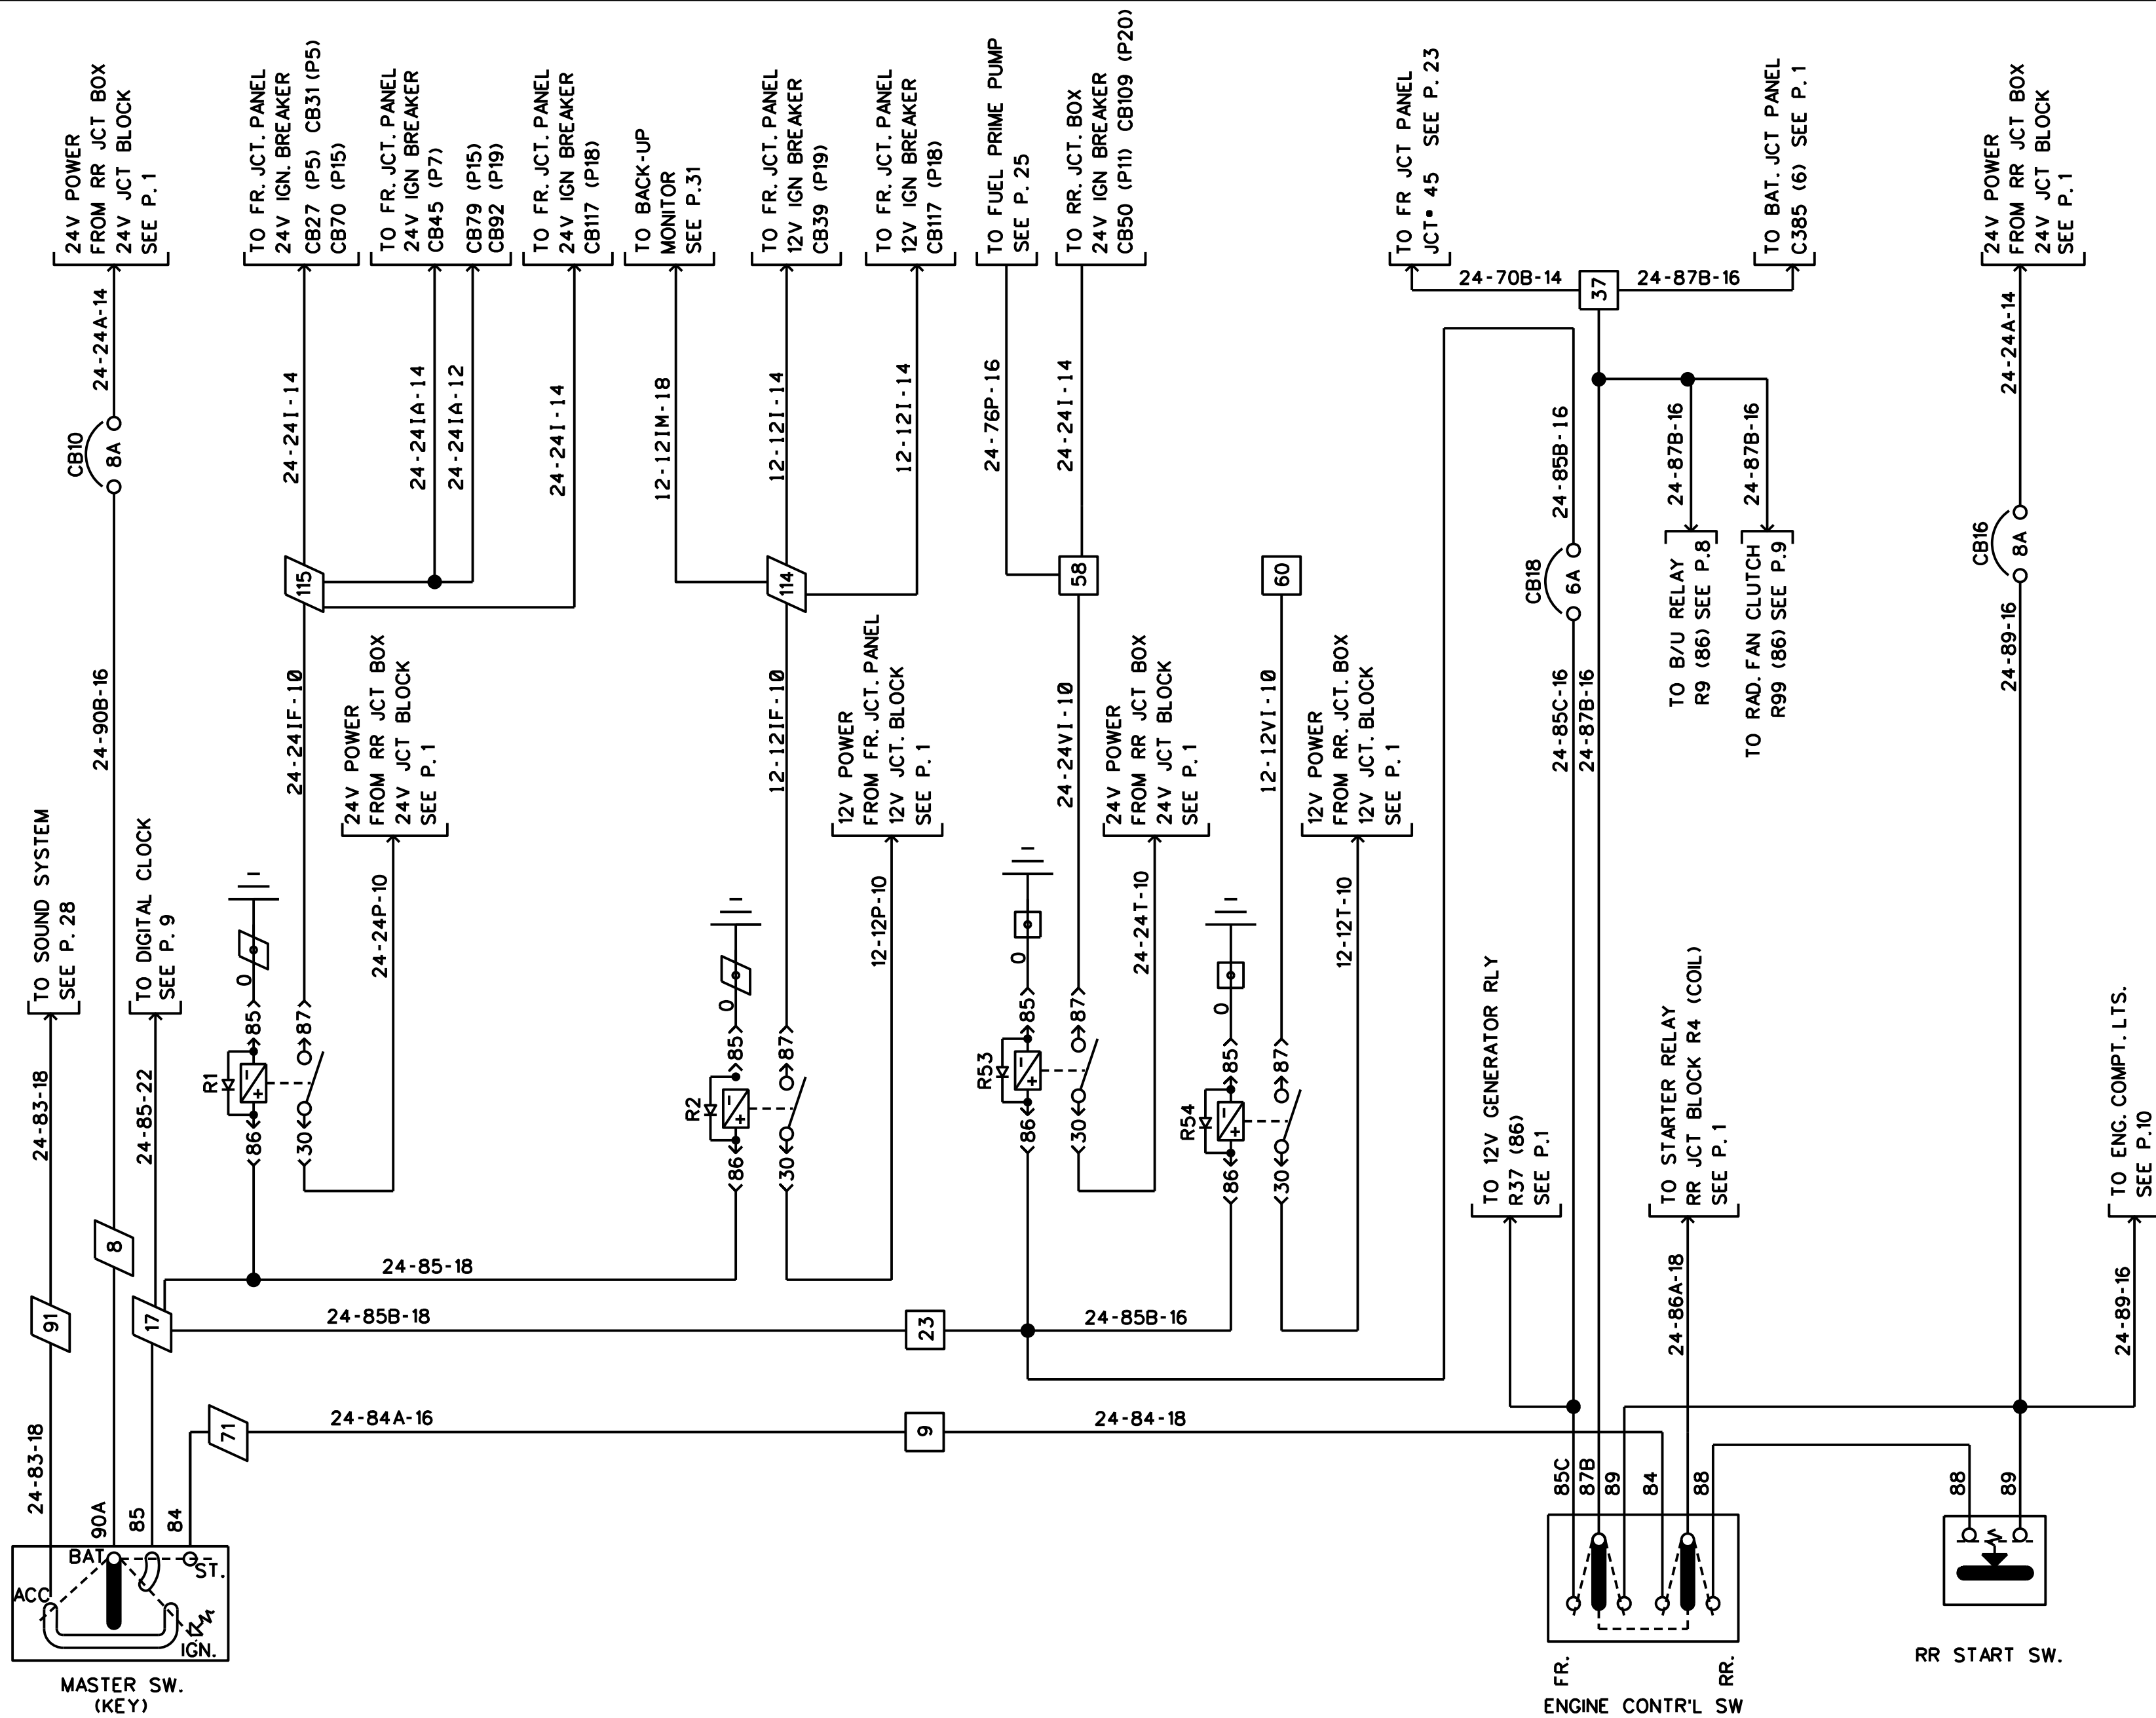 24V POWER
FROM RR JCT BOX
24V JCT BLOCK
SEE P. 1
TO FR. JCT. PANEL
24V IGN. BREAKER
CB27 (P5) CB31 (P5)
CB70 (P15)
TO FR. JCT. PANEL
24V IGN BREAKER
CB45 (P7)
CB79 (P15)
CB92 (P19)
TO FR. JCT. PANEL
24V IGN BREAKER
CB117 (P18)
TO BACK-UP
MONITOR
SEE P.31
TO FR. JCT. PANEL
12V IGN BREAKER
CB39 (P19)
TO FR. JCT. PANEL
12V IGN BREAKER
CB117 (P18)
TO FUEL PRIME PUMP
SEE P. 25
TO RR. JCT. BOX
24V IGN BREAKER
CB50 (P11) CB109 (P20)
TO FR JCT PANEL
JCT▪ 45 SEE P. 23
TO BAT. JCT PANEL
C385 (6) SEE P. 1
24V POWER
FROM RR JCT BOX
24V JCT BLOCK
SEE P. 1
24-24A-14
24-24I-14
24-24IA-14
24-24IA-12
24-24I-14
12-12IM-18
12-12I-14
12-12I-14
24-76P-16
24-24I-14
24-70B-14
37
24-87B-16
24-24A-14
CB10
8A
24-85B-16
24-87B-16
24-87B-16
CB18
6A
CB16
8A
115
114
58
60
TO B/U RELAY
R9 (86) SEE P.8
TO RAD. FAN CLUTCH
R99 (86) SEE P.9
24-90B-16
24-24IF-10
24V POWER
FROM RR JCT BOX
24V JCT BLOCK
SEE P. 1
12-12IF-10
12V POWER
FROM FR. JCT. PANEL
12V JCT. BLOCK
SEE P. 1
24-24VI-10
24V POWER
FROM RR JCT BOX
24V JCT BLOCK
SEE P. 1
12-12VI-10
12V POWER
FROM RR. JCT. BOX
12V JCT. BLOCK
SEE P. 1
24-85C-16
24-87B-16
24-89-16
TO SOUND SYSTEM
SEE P. 28
TO DIGITAL CLOCK
SEE P. 9
0
24-24P-10
0
12-12P-10
0
24-24T-10
0
12-12T-10
24-83-18
24-85-22
R1
85
87
86
30
- +
R2
85
87
86
30
- +
R53
85
87
86
30
- +
R54
85
87
86
30
- +
TO 12V GENERATOR RLY
R37 (86)
SEE P.1
TO STARTER RELAY
RR JCT BLOCK R4 (COIL)
SEE P. 1
TO ENG. COMPT. LTS.
SEE P.10
8
91
17
24-85-18
24-85B-18
23
24-85B-16
24-86A-18
24-89-16
24-83-18
71
24-84A-16
9
24-84-18
90A
85
84
85C
87B
89
84
88
88
89
BAT
ST.
ACC
IGN.
MASTER SW.
(KEY)
FR.
RR.
ENGINE CONTR'L SW
RR START SW.